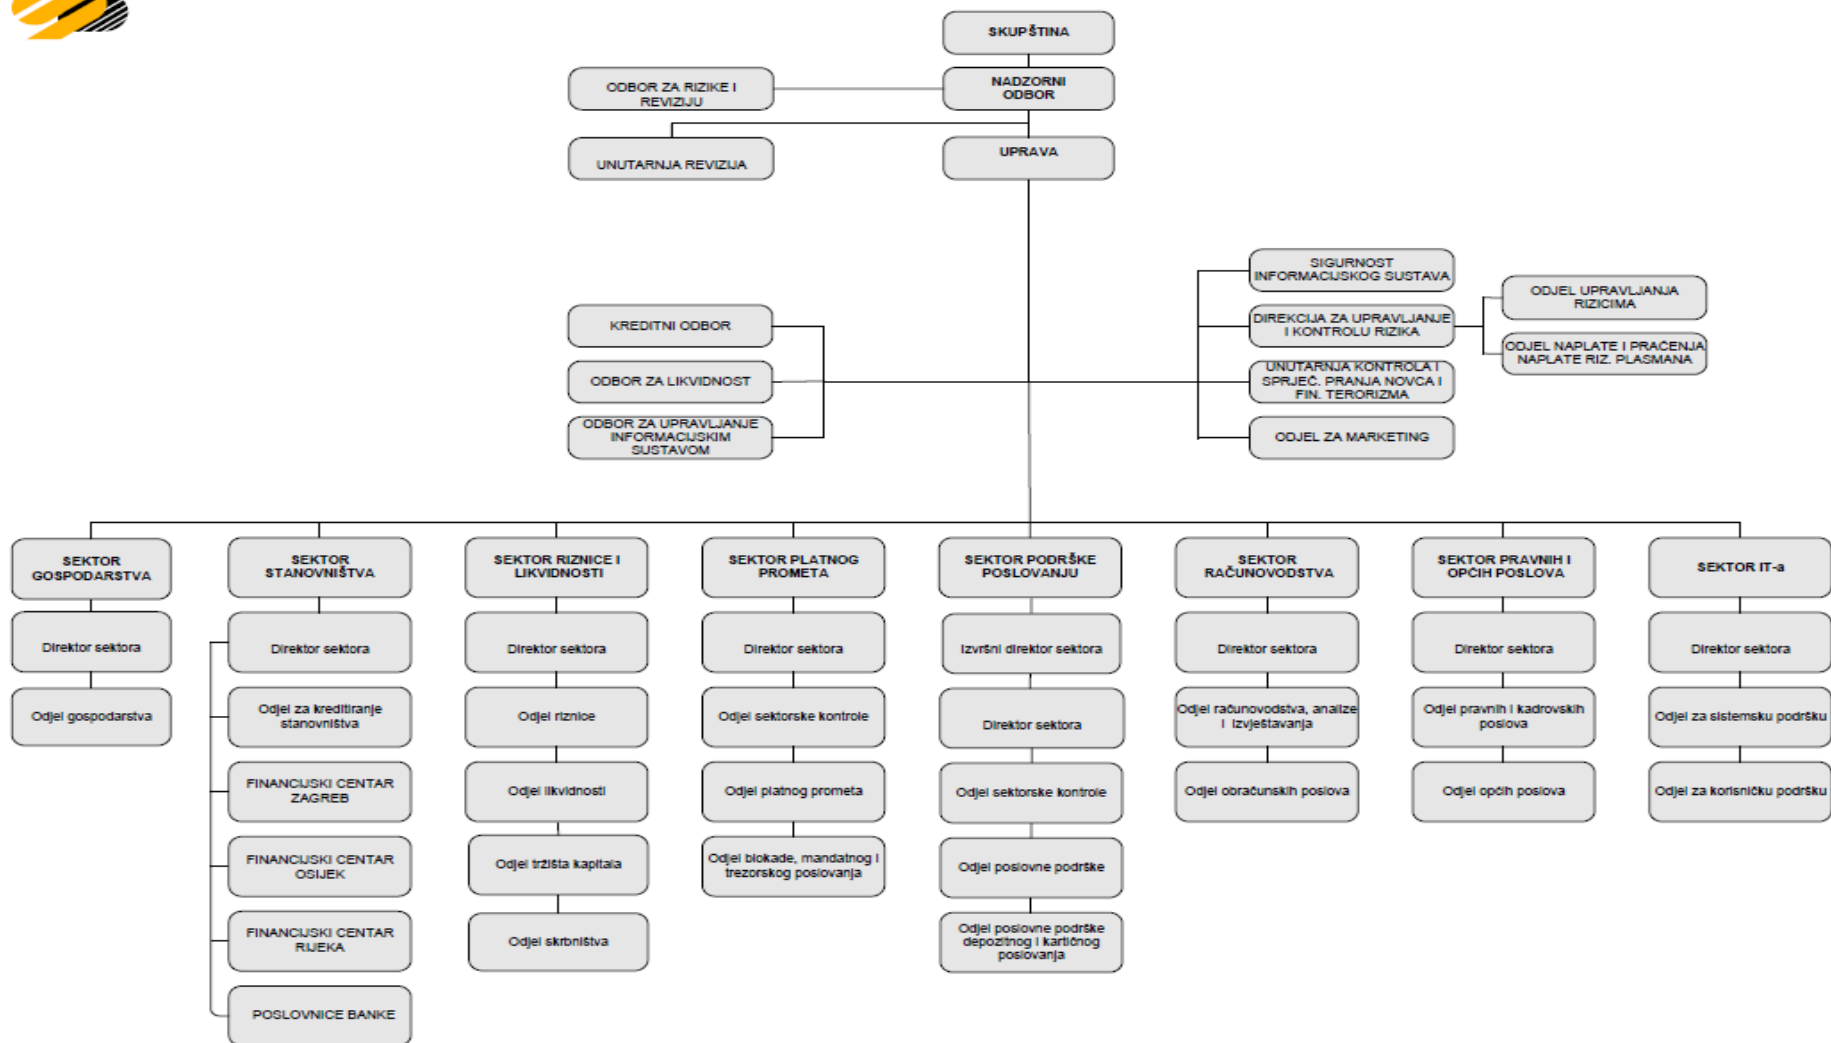 SKUPŠTINA
NADZORNI
ODBOR
ODBOR ZA RIZIKE I
REVIZIJU
UNUTARNJA REVIZIJA
UPRAVA
KREDITNI ODBOR
ODBOR ZA LIKVIDNOST
ODBOR ZA UPRAVLJANJE
INFORMACIJSKIM
SUSTAVOM
SIGURNOST
INFORMACIJSKOG SUSTAVA
DIREKCIJA ZA UPRAVLJANJE
I KONTROLU RIZIKA
ODJEL UPRAVLJANJA
RIZICIMA
ODJEL NAPLATE I PRAĆENJA
NAPLATE RIZ. PLASMANA
UNUTARNJA KONTROLA I
SPRJEČ. PRANJA NOVCA I
FIN. TERORIZMA
ODJEL ZA MARKETING
SEKTOR
GOSPODARSTVA
Direktor sektora
Odjel gospodarstva
SEKTOR
STANOVNIŠTVA
Direktor sektora
Odjel za kreditiranje
stanovništva
FINANCIJSKI CENTAR
ZAGREB
FINANCIJSKI CENTAR
OSIJEK
FINANCIJSKI CENTAR
RIJEKA
POSLOVNICE BANKE
SEKTOR RIZNICE I
LIKVIDNOSTI
Direktor sektora
Odjel riznice
Odjel likvidnosti
Odjel tržišta kapitala
Odjel skrbništva
SEKTOR PLATNOG
PROMETA
Direktor sektora
Odjel sektorske kontrole
Odjel platnog prometa
Odjel blokade, mandatnog i
trezorskog poslovanja
SEKTOR PODRŠKE
POSLOVANJU
Izvršni direktor sektora
Direktor sektora
Odjel sektorske kontrole
Odjel poslovne podrške
Odjel poslovne podrške
depozitnog i kartičnog
poslovanja
SEKTOR
RAČUNOVODSTVA
Direktor sektora
Odjel računovodstva, analize
i izvještavanja
Odjel obračunskih poslova
SEKTOR PRAVNIH I
OPĆIH POSLOVA
Direktor sektora
Odjel pravnih i kadrovskih
poslova
Odjel općih poslova
SEKTOR IT-a
Direktor sektora
Odjel za sistemsku podršku
Odjel za korisničku podršku